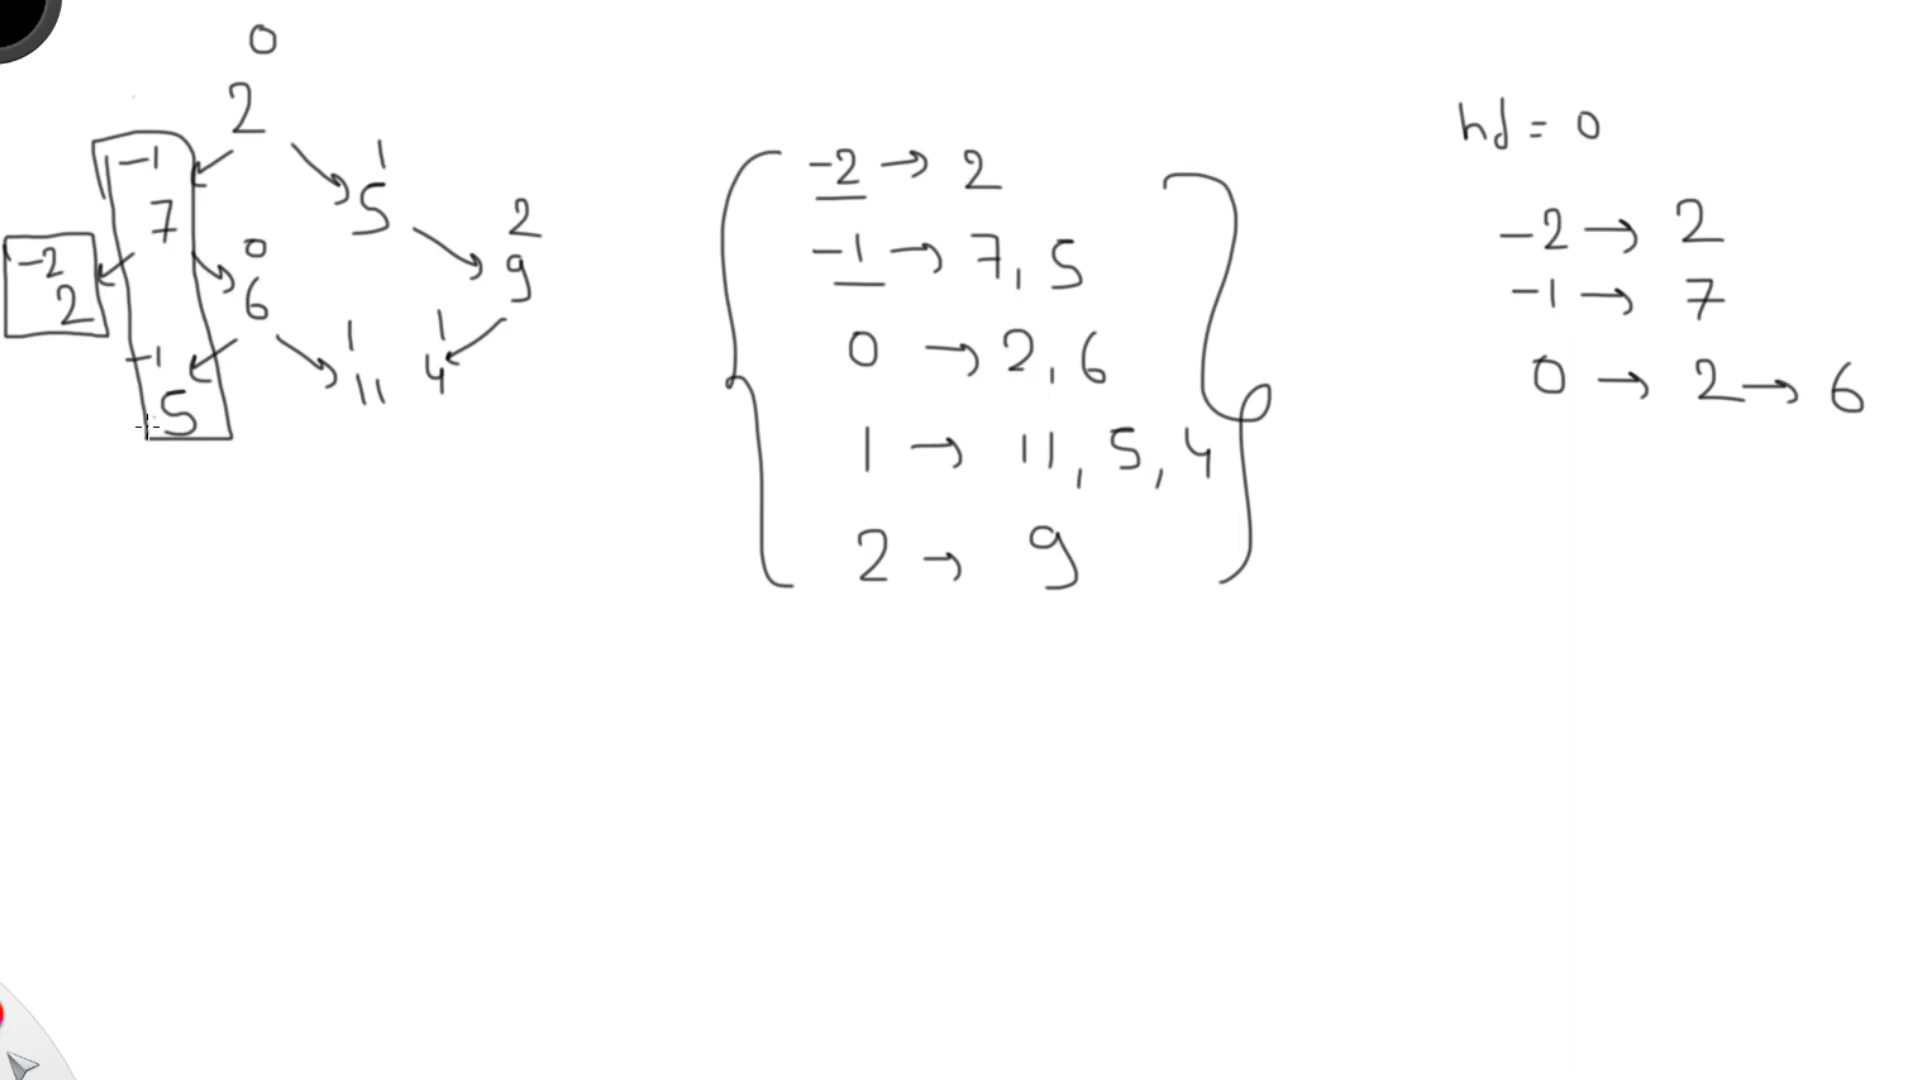 0
2
-1
1
7
5
2
-2
0
9
2
6
-1
1
1
5
11
4
-2 → 2
-1 → 7, 5
0 → 2, 6
1 → 11, 5, 4
2 → 9
hd = 0
-2 → 2
-1 → 7
0 → 2 → 6